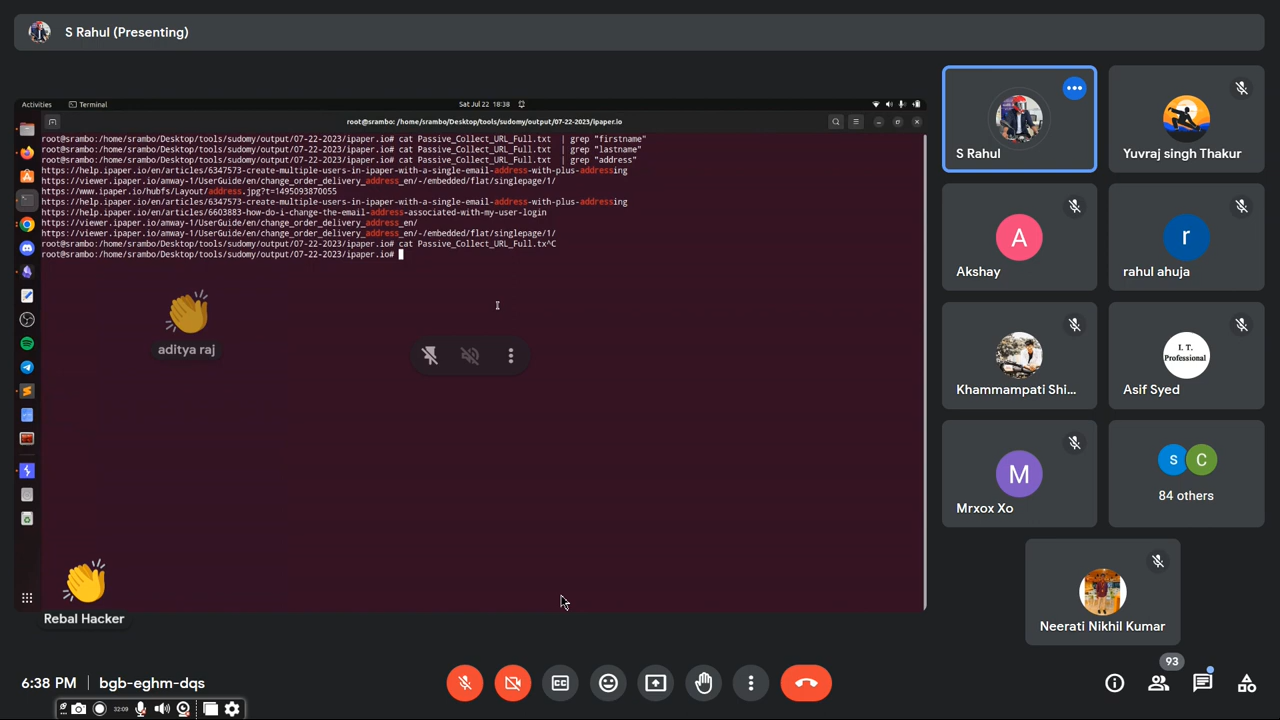 S Rahul (Presenting)
Activities
Terminal
Sat Jul 22 18:38
root@srambo: /home/srambo/Desktop/tools/sudomy/output/07-22-2023/ipaper.io
root@srambo:/home/srambo/Desktop/tools/sudomy/output/07-22-2023/ipaper.io# cat Passive_Collect_URL_Full.txt  | grep "firstname"
root@srambo:/home/srambo/Desktop/tools/sudomy/output/07-22-2023/ipaper.io# cat Passive_Collect_URL_Full.txt  | grep "lastname"
root@srambo:/home/srambo/Desktop/tools/sudomy/output/07-22-2023/ipaper.io# cat Passive_Collect_URL_Full.txt  | grep "address"
https://help.ipaper.io/en/articles/6347573-create-multiple-users-in-ipaper-with-a-single-email-address-with-plus-addressing
https://viewer.ipaper.io/amway-1/UserGuide/en/change_order_delivery_address_en/-/embedded/flat/singlepage/1/
https://www.ipaper.io/hubfs/Layout/address.jpg?t=1495093870055
https://help.ipaper.io/en/articles/6347573-create-multiple-users-in-ipaper-with-a-single-email-address-with-plus-addressing
https://help.ipaper.io/en/articles/6603883-how-do-i-change-the-email-address-associated-with-my-user-login
https://viewer.ipaper.io/amway-1/UserGuide/en/change_order_delivery_address_en/
https://viewer.ipaper.io/amway-1/UserGuide/en/change_order_delivery_address_en/-/embedded/flat/singlepage/1/
root@srambo:/home/srambo/Desktop/tools/sudomy/output/07-22-2023/ipaper.io# cat Passive_Collect_URL_Full.tx^C
root@srambo:/home/srambo/Desktop/tools/sudomy/output/07-22-2023/ipaper.io#
aditya raj
Rebal Hacker
S Rahul
Yuvraj singh Thakur
A
Akshay
r
rahul ahuja
Khammampati Shi...
I. T.
Professional
Asif Syed
M
Mrxox Xo
s C
84 others
Neerati Nikhil Kumar
6:38 PM | bgb-eghm-dqs
93
32:09